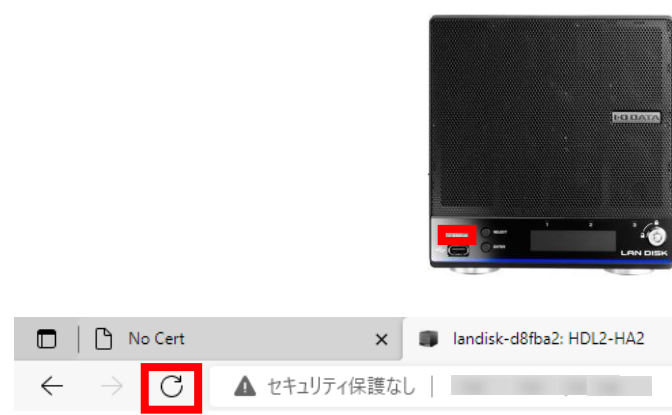 I-O DATA
1 2 3
SELECT
ENTER
LAN DISK
No Cert
landisk-d8fba2: HDL2-HA2
セキュリティ保護なし